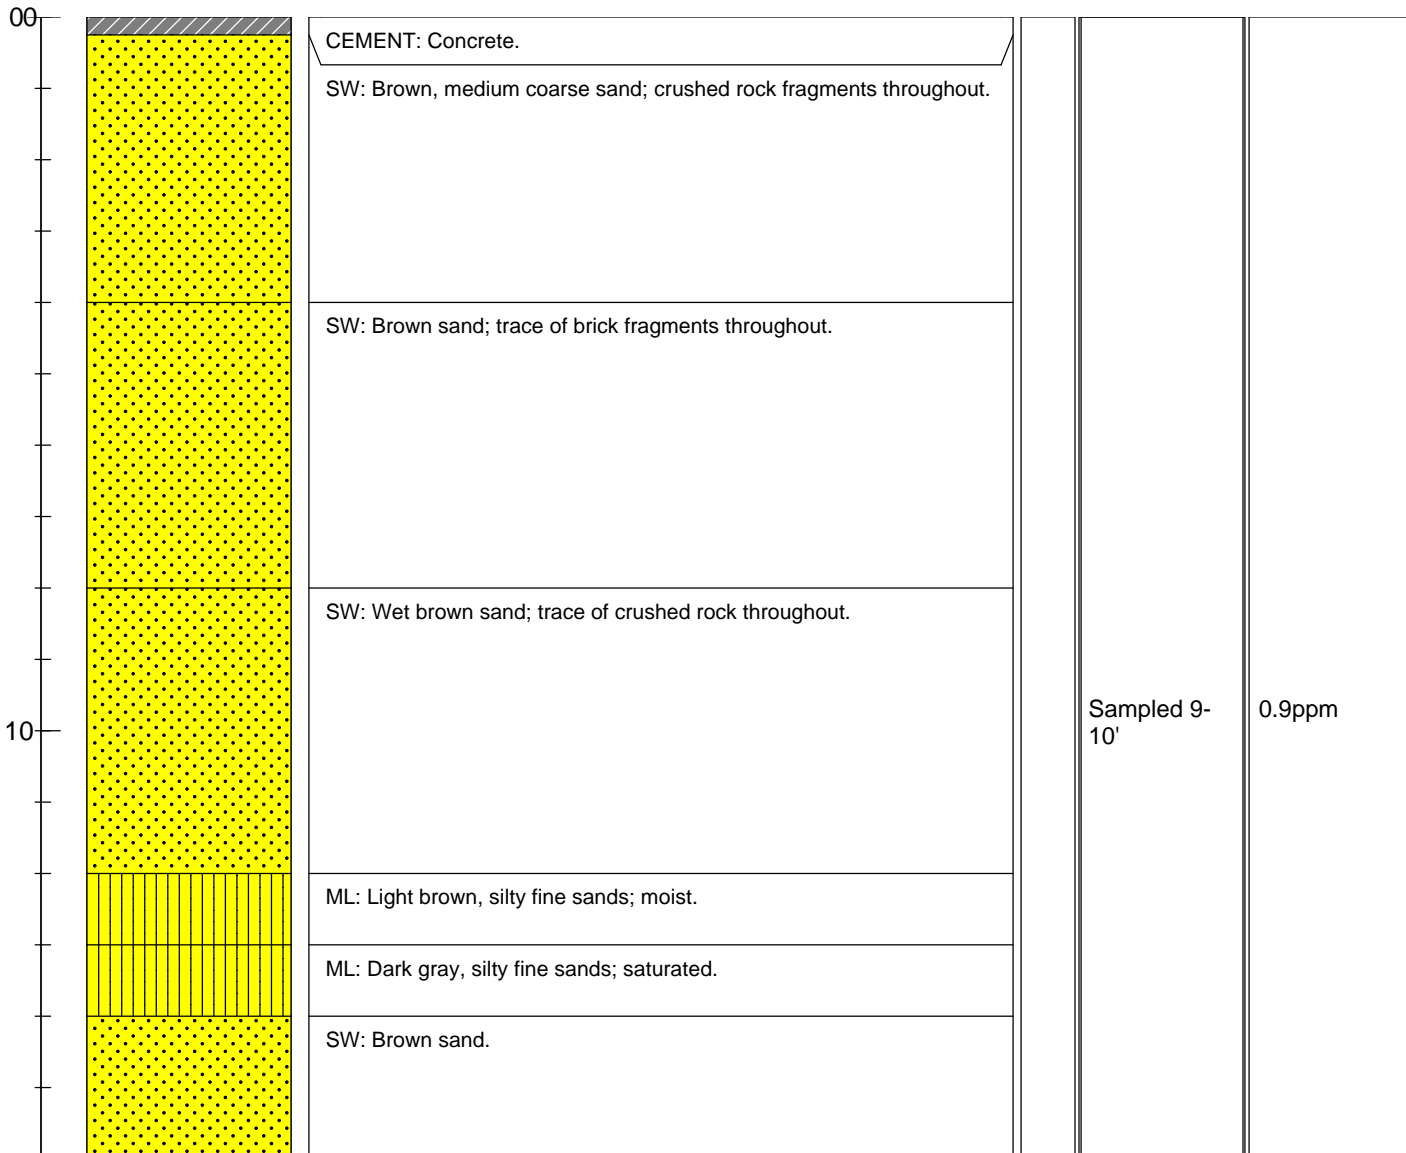 00
CEMENT: Concrete.
SW: Brown, medium coarse sand; crushed rock fragments throughout.
SW: Brown sand; trace of brick fragments throughout.
SW: Wet brown sand; trace of crushed rock throughout.
10
Sampled 9-
10'
0.9ppm
ML: Light brown, silty fine sands; moist.
ML: Dark gray, silty fine sands; saturated.
SW: Brown sand.